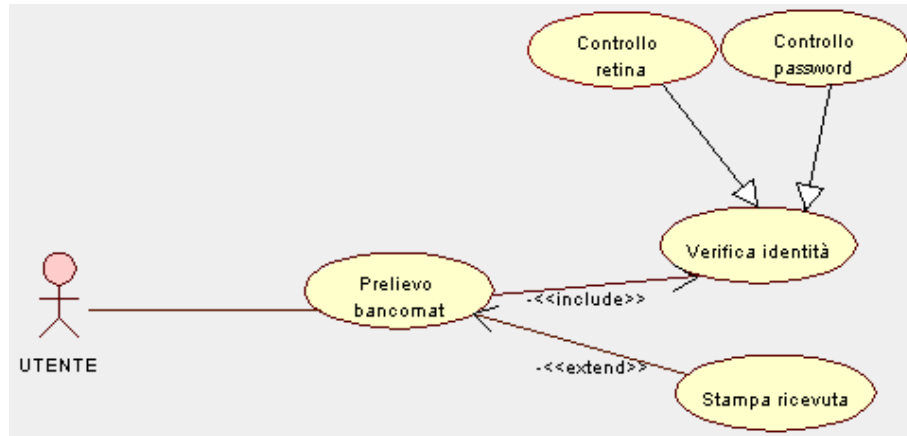 Controllo
retina
Controllo
password
Verifica identità
Prelievo
bancomat
-<<include>>
UTENTE
-<<extend>>
Stampa ricevuta